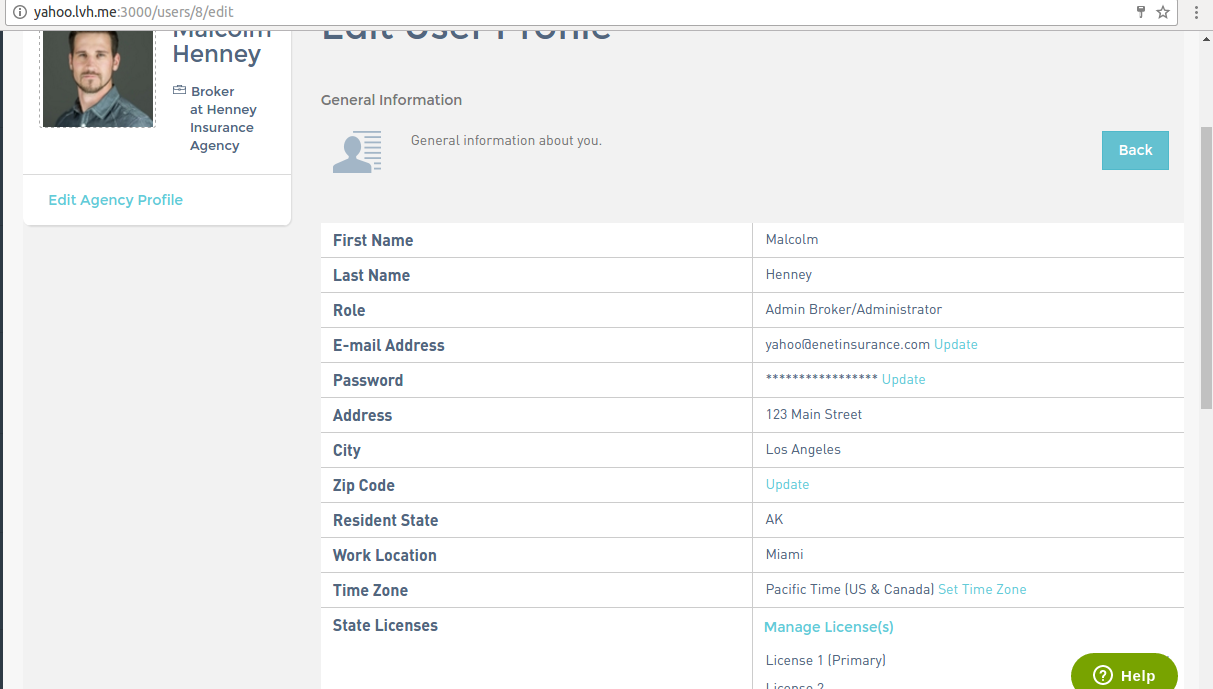 yahoo.lvh.me:3000/users/8/edit
Malcolm
Henney
Broker
at Henney
Insurance
Agency
Edit Agency Profile
Edit User Profile
General Information
General information about you.
Back
First Name Malcolm
Last Name Henney
Role Admin Broker/Administrator
E-mail Address yahoo@enetinsurance.com Update
Password ***************** Update
Address 123 Main Street
City Los Angeles
Zip Code Update
Resident State AK
Work Location Miami
Time Zone Pacific Time (US & Canada) Set Time Zone
State Licenses Manage License(s)
License 1 (Primary)
License 2
Help